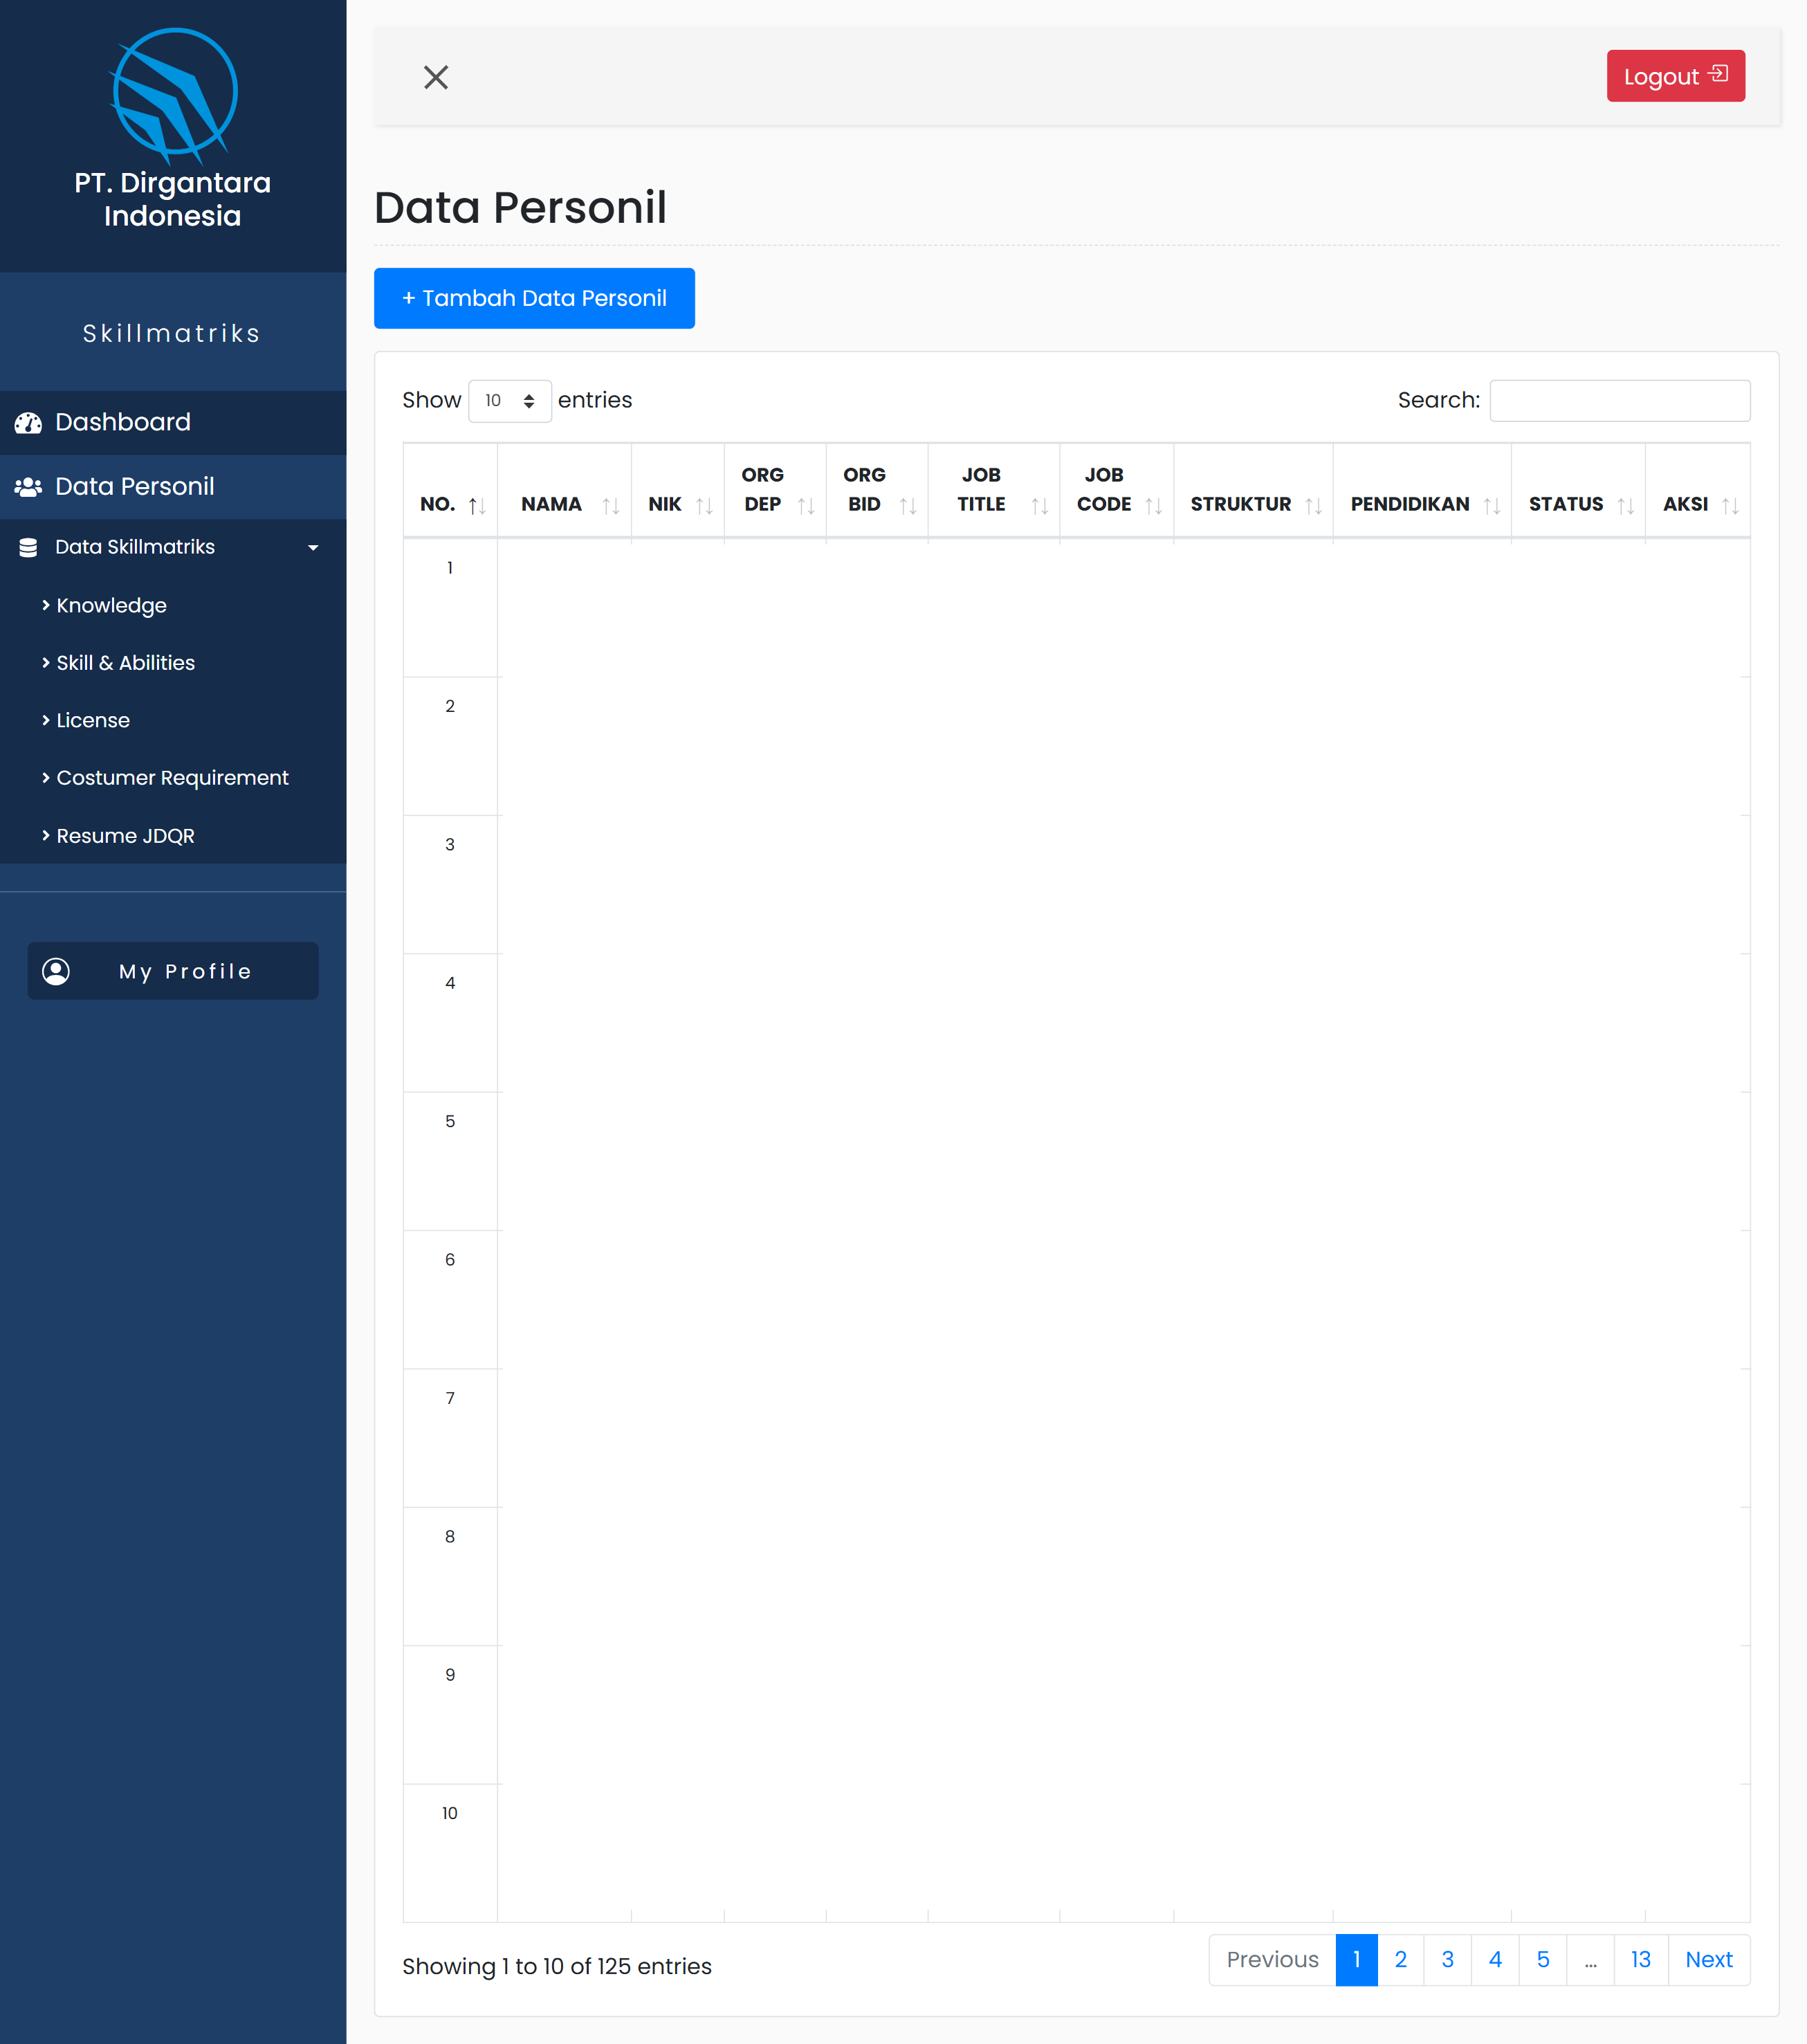 PT. Dirgantara
Indonesia
Skillmatriks
Dashboard
Data Personil
Data Skillmatriks
Knowledge
Skill & Abilities
License
Costumer Requirement
Resume JDQR
My Profile
Logout
Data Personil
+ Tambah Data Personil
Show 10 entries
Search:
NO. NAMA NIK ORG DEP ORG BID JOB TITLE JOB CODE STRUKTUR PENDIDIKAN STATUS AKSI
1
2
3
4
5
6
7
8
9
10
Showing 1 to 10 of 125 entries
Previous 1 2 3 4 5 ... 13 Next